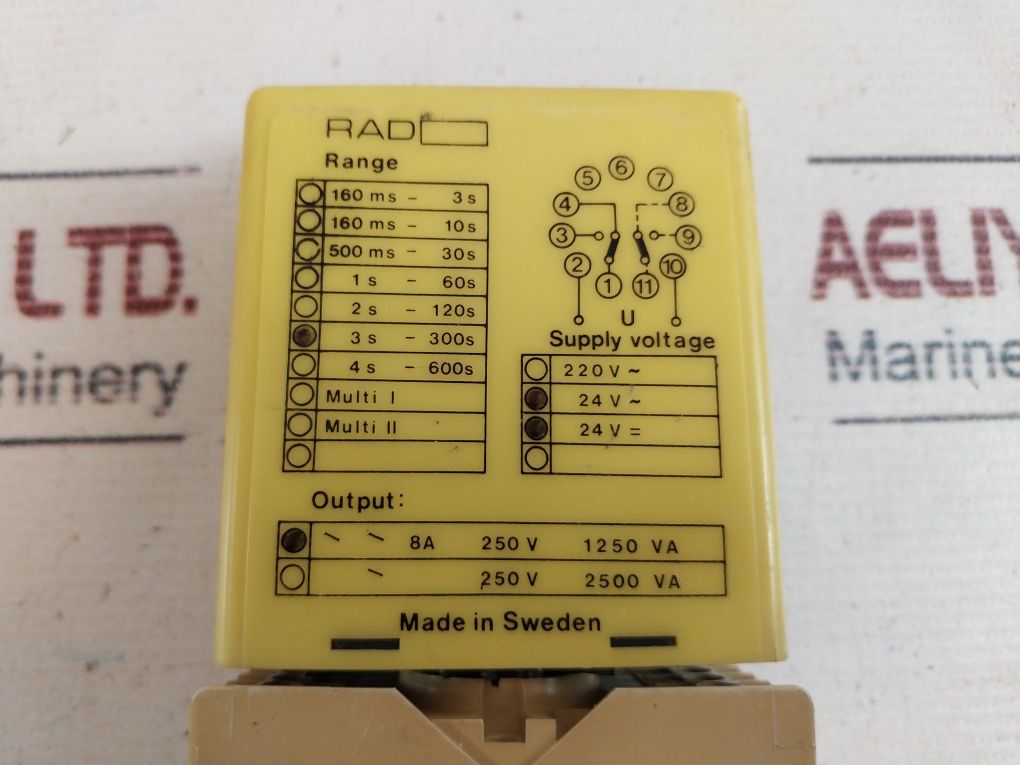 RAD
Range
160 ms – 3s
160 ms – 10s
500 ms – 30s
1 s – 60s
2 s – 120s
3 s – 300s
4 s – 600s
Multi I
Multi II
6
5 7
4 8
3 9
2 10
1 11
U
Supply voltage
220 V ~
24 V ~
24 V =
Output:
8A 250 V 1250 VA
250 V 2500 VA
Made in Sweden
LTD.
hinery
AELIY
Marine